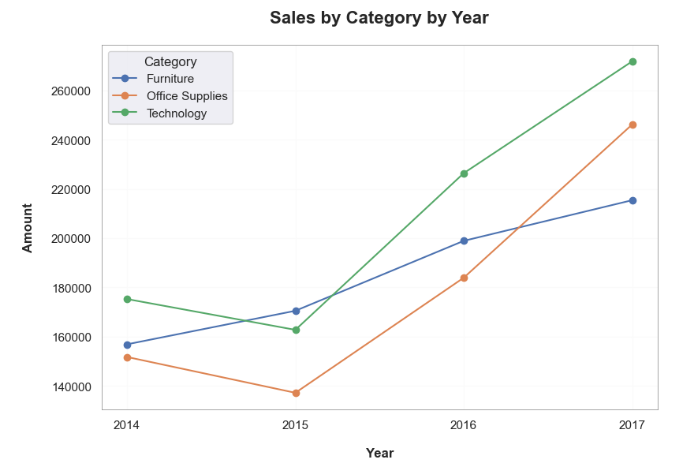 Sales by Category by Year
Category
Furniture
Office Supplies
Technology
260000
240000
220000
200000
180000
160000
140000
Amount
2014 2015 2016 2017
Year